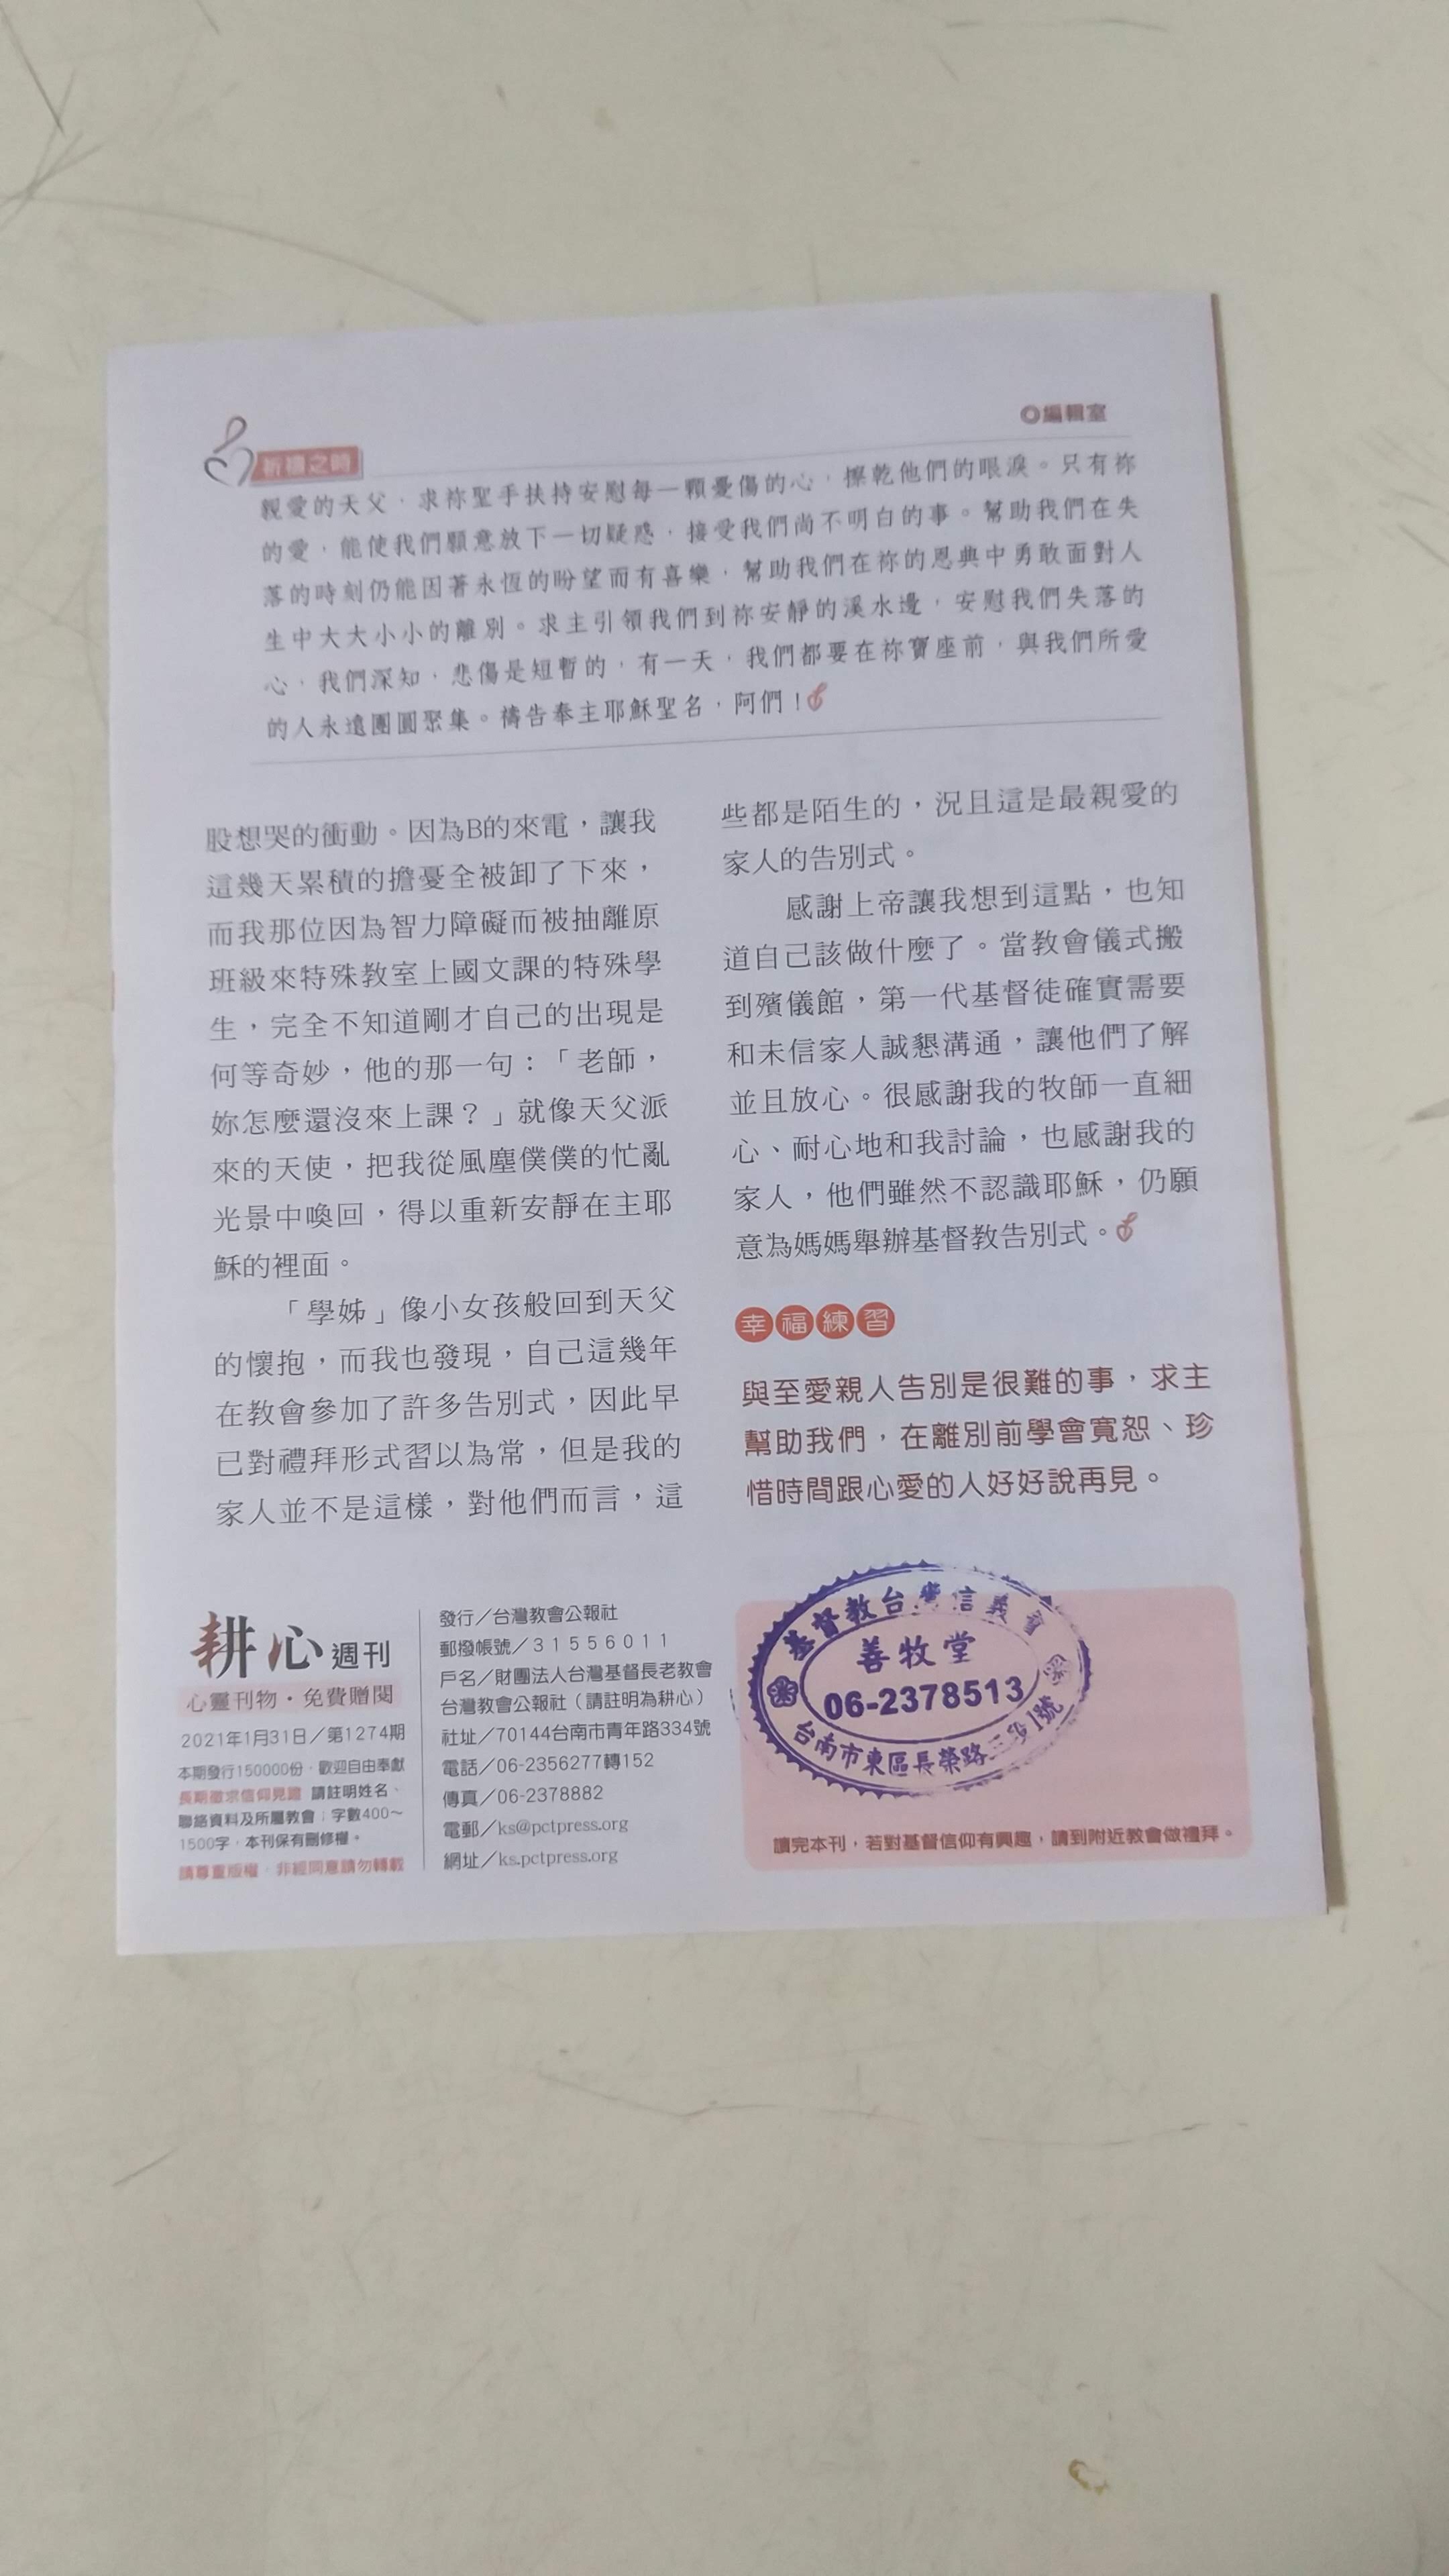 ◎編輯室
祈禱之時
親愛的天父，求祢聖手扶持安慰每一顆憂傷的心，擦乾他們的眼淚。只有祢
的愛，能使我們願意放下一切疑惑，接受我們尚不明白的事。幫助我們在失
落的時刻仍能因著永恆的盼望而有喜樂，幫助我們在祢的恩典中勇敢面對人
生中大大小小的離別。求主引領我們到祢安靜的溪水邊，安慰我們失落的
心，我們深知，悲傷是短暫的，有一天，我們都要在祢寶座前，與我們所愛
的人永遠團圓聚集。禱告奉主耶穌聖名，阿們！
股想哭的衝動。因為B的來電，讓我
這幾天累積的擔憂全被卸了下來，
而我那位因為智力障礙而被抽離原
班級來特殊教室上國文課的特殊學
生，完全不知道剛才自己的出現是
何等奇妙，他的那一句：「老師，
妳怎麼還沒來上課？」就像天父派
來的天使，把我從風塵僕僕的忙亂
光景中喚回，得以重新安靜在主耶
穌的裡面。
「學姊」像小女孩般回到天父
的懷抱，而我也發現，自己這幾年
在教會參加了許多告別式，因此早
已對禮拜形式習以為常，但是我的
家人並不是這樣，對他們而言，這
些都是陌生的，況且這是最親愛的
家人的告別式。
感謝上帝讓我想到這點，也知
道自己該做什麼了。當教會儀式搬
到殯儀館，第一代基督徒確實需要
和未信家人誠懇溝通，讓他們了解
並且放心。很感謝我的牧師一直細
心、耐心地和我討論，也感謝我的
家人，他們雖然不認識耶穌，仍願
意為媽媽舉辦基督教告別式。
幸福練習
與至愛親人告別是很難的事，求主
幫助我們，在離別前學會寬恕、珍
惜時間跟心愛的人好好說再見。
耕心週刊
心靈刊物・免費贈閱
2021年1月31日／第1274期
本期發行150000份，歡迎自由奉獻
長期徵求信仰見證 請註明姓名、
聯絡資料及所屬教會；字數400～
1500字，本刊保有刪修權。
請尊重版權，非經同意請勿轉載
發行／台灣教會公報社
郵撥帳號／31556011
戶名／財團法人台灣基督長老教會
台灣教會公報社（請註明為耕心）
社址／70144台南市青年路334號
電話／06-2356277轉152
傳真／06-2378882
電郵／ks@pctpress.org
網址／ks.pctpress.org
基督教台灣信義會
善牧堂
06-2378513
台南市東區長榮路三段1號
讀完本刊，若對基督信仰有興趣，請到附近教會做禮拜。